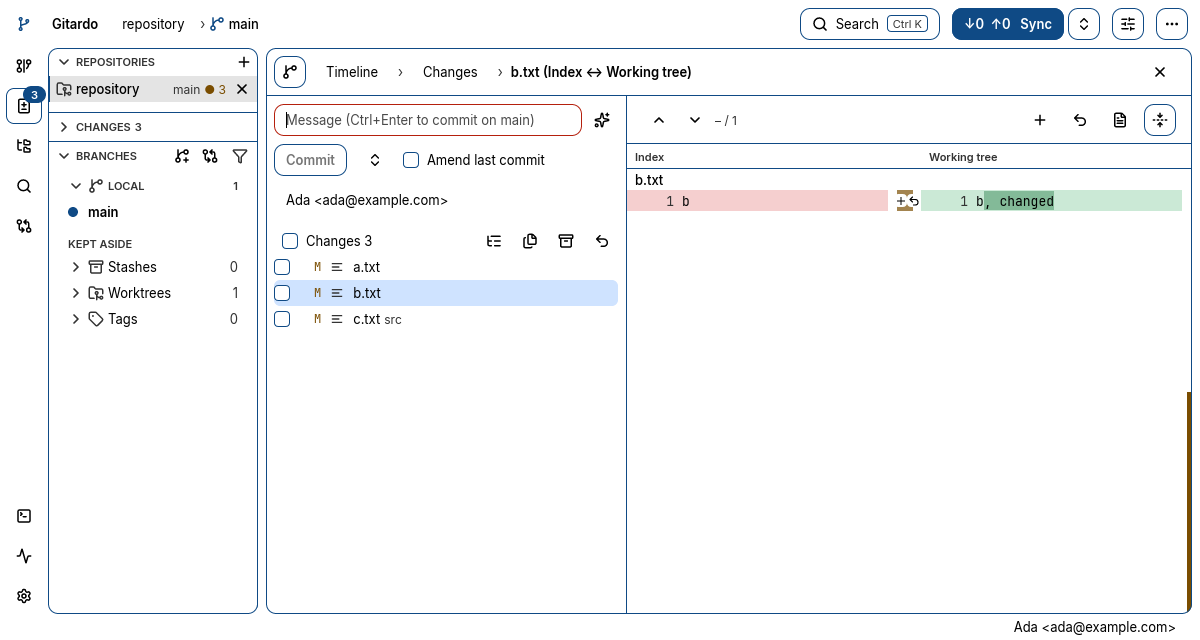 Gitardo
repository › main
Search Ctrl K
↓0 ↑0 Sync
REPOSITORIES
repository main 3
3
CHANGES 3
BRANCHES
LOCAL 1
main
KEPT ASIDE
Stashes 0
Worktrees 1
Tags 0
Timeline › Changes › b.txt (Index ↔ Working tree)
Message (Ctrl+Enter to commit on main)
Commit
Amend last commit
Ada <ada@example.com>
Changes 3
M a.txt
M b.txt
M c.txt src
– / 1
Index Working tree
b.txt
1 b
1 b, changed
Ada <ada@example.com>